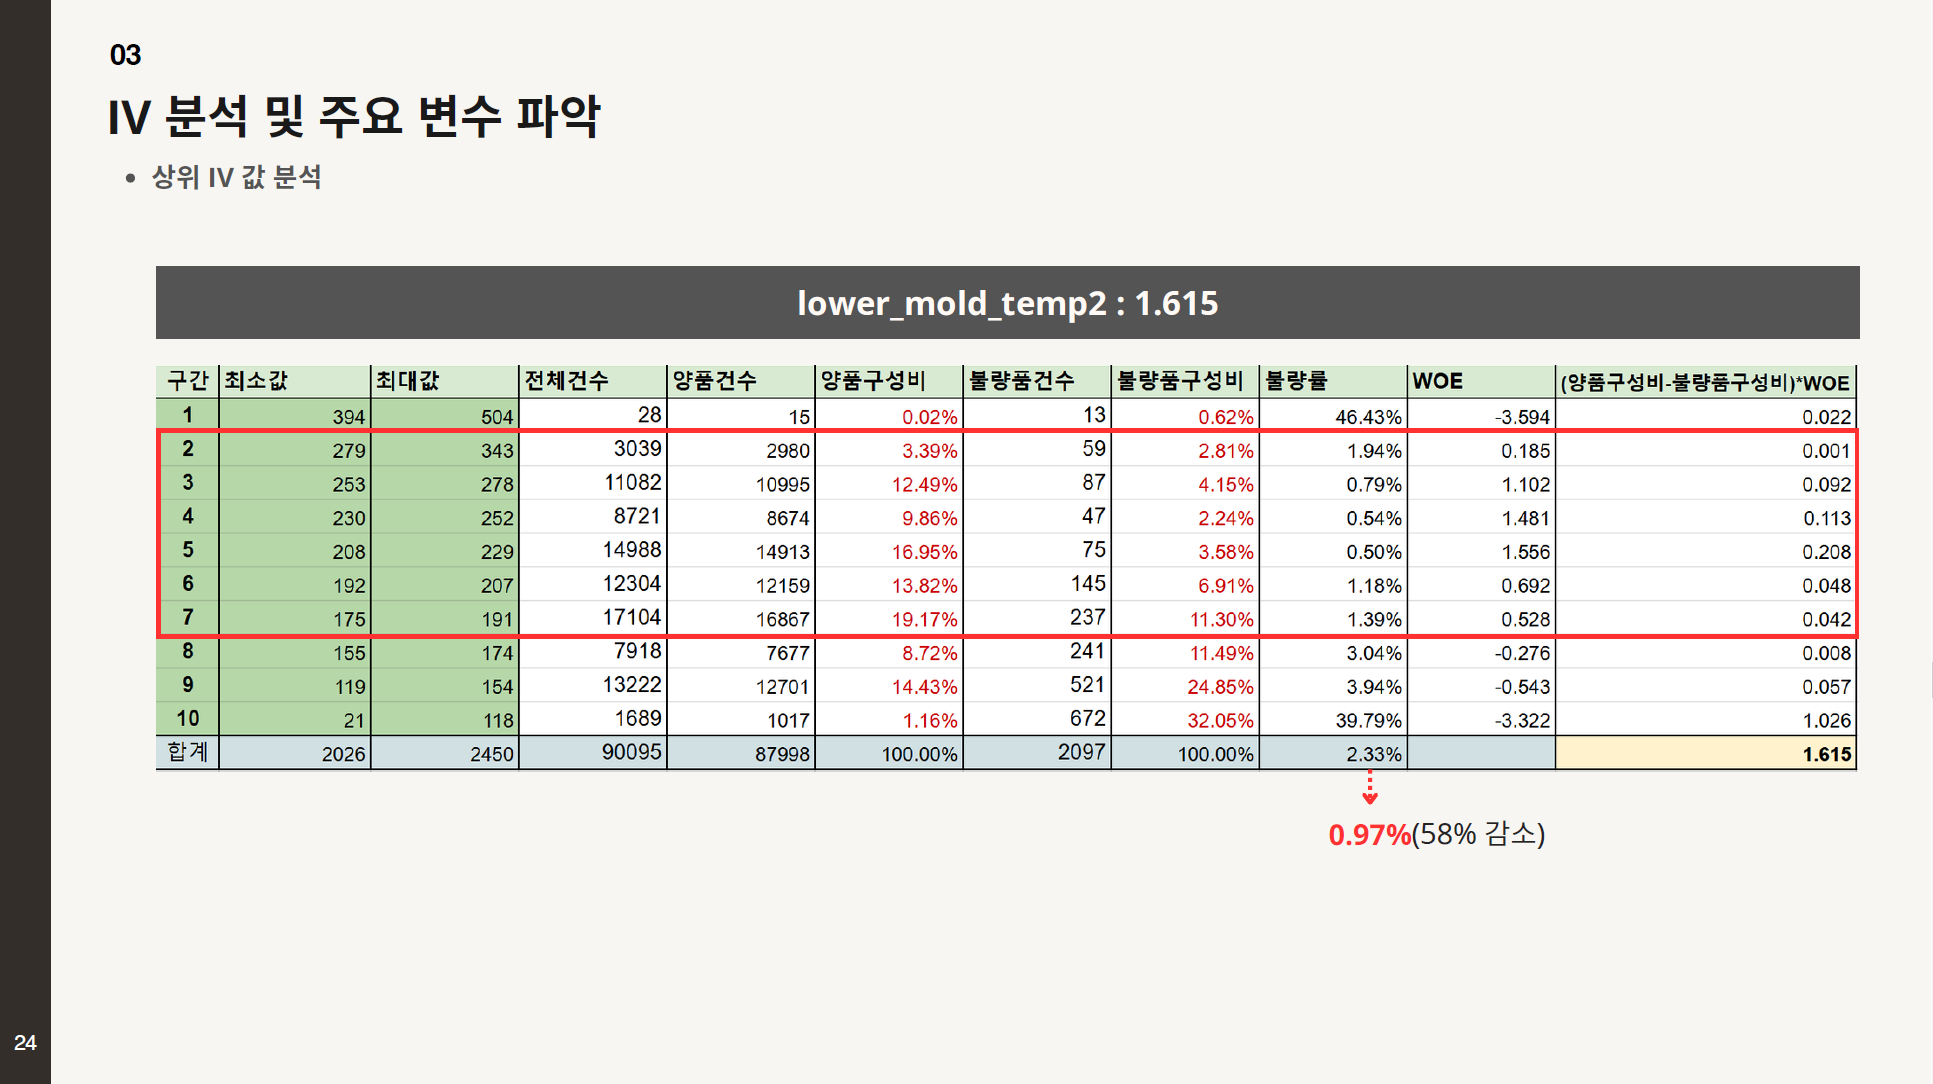 03
IV 분석 및 주요 변수 파악
• 상위 IV 값 분석
lower_mold_temp2 : 1.615
구간 최소값 최대값 전체건수 양품건수 양품구성비 불량품건수 불량품구성비 불량률 WOE (양품구성비-불량품구성비)*WOE
1 394 504 28 15 0.02% 13 0.62% 46.43% -3.594 0.022
2 279 343 3039 2980 3.39% 59 2.81% 1.94% 0.185 0.001
3 253 278 11082 10995 12.49% 87 4.15% 0.79% 1.102 0.092
4 230 252 8721 8674 9.86% 47 2.24% 0.54% 1.481 0.113
5 208 229 14988 14913 16.95% 75 3.58% 0.50% 1.556 0.208
6 192 207 12304 12159 13.82% 145 6.91% 1.18% 0.692 0.048
7 175 191 17104 16867 19.17% 237 11.30% 1.39% 0.528 0.042
8 155 174 7918 7677 8.72% 241 11.49% 3.04% -0.276 0.008
9 119 154 13222 12701 14.43% 521 24.85% 3.94% -0.543 0.057
10 21 118 1689 1017 1.16% 672 32.05% 39.79% -3.322 1.026
합계 2026 2450 90095 87998 100.00% 2097 100.00% 2.33% 1.615
0.97%(58% 감소)
24